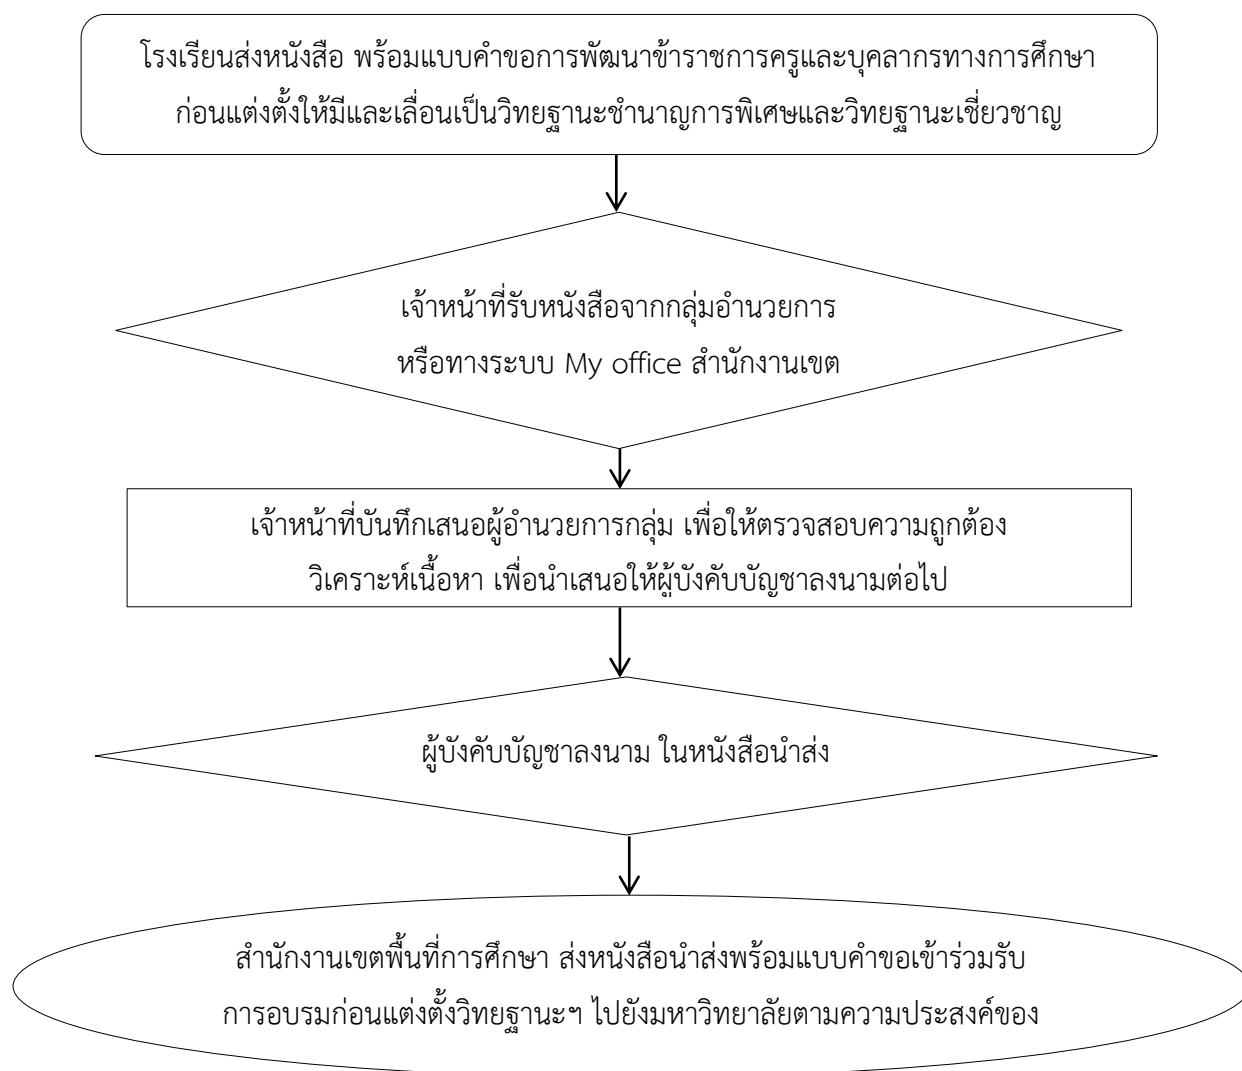 โรงเรียนส่งหนังสือ พร้อมแบบคำขอการพัฒนาข้าราชการครูและบุคลากรทางการศึกษา
ก่อนแต่งตั้งให้มีและเลื่อนเป็นวิทยฐานะชำนาญการพิเศษและวิทยฐานะเชี่ยวชาญ
เจ้าหน้าที่รับหนังสือจากกลุ่มอำนวยการ
หรือทางระบบ My office สำนักงานเขต
เจ้าหน้าที่บันทึกเสนอผู้อำนวยการกลุ่ม เพื่อให้ตรวจสอบความถูกต้อง
วิเคราะห์เนื้อหา เพื่อนำเสนอให้ผู้บังคับบัญชาลงนามต่อไป
ผู้บังคับบัญชาลงนาม ในหนังสือนำส่ง
สำนักงานเขตพื้นที่การศึกษา ส่งหนังสือนำส่งพร้อมแบบคำขอเข้าร่วมรับ
การอบรมก่อนแต่งตั้งวิทยฐานะฯ ไปยังมหาวิทยาลัยตามความประสงค์ของ